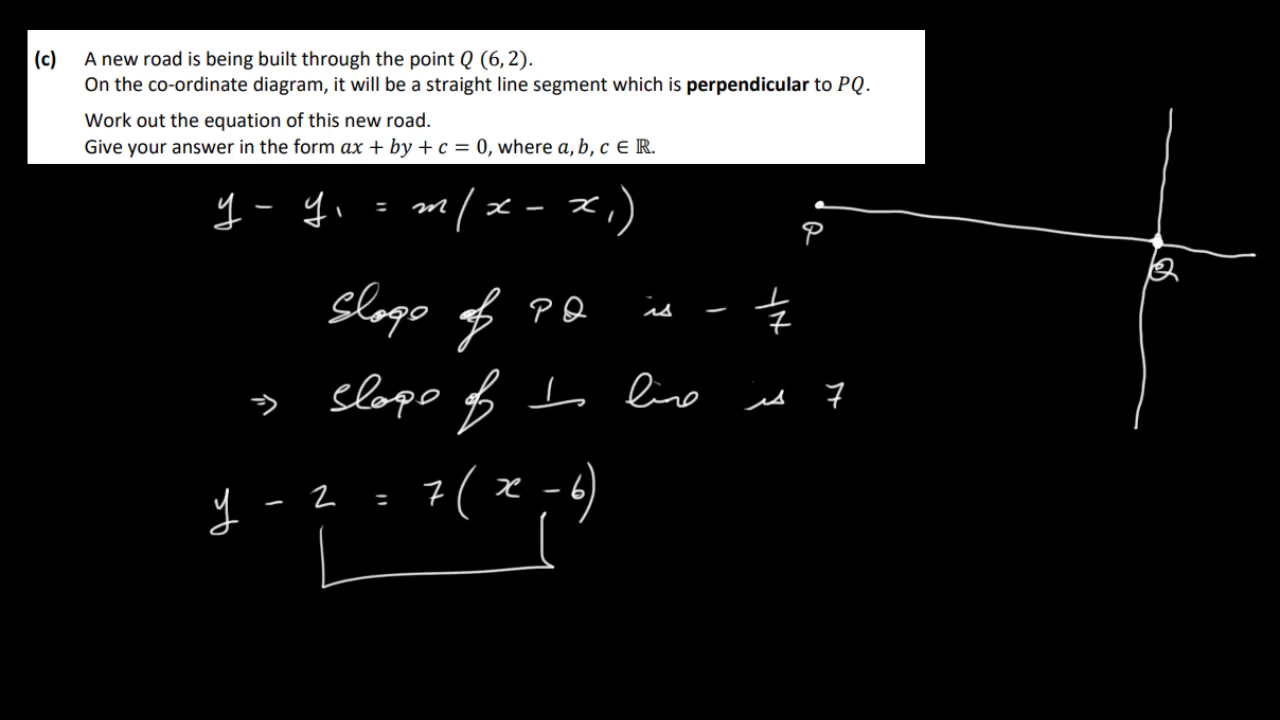 (c) A new road is being built through the point Q (6, 2).
On the co-ordinate diagram, it will be a straight line segment which is perpendicular to PQ.
Work out the equation of this new road.
Give your answer in the form ax + by + c = 0, where a, b, c ∈ ℝ.
y - y₁ = m(x - x₁)
P
Q
Slope of PQ is - 1/7
⇒ slope of ⊥ line is 7
y - 2 = 7(x - 6)